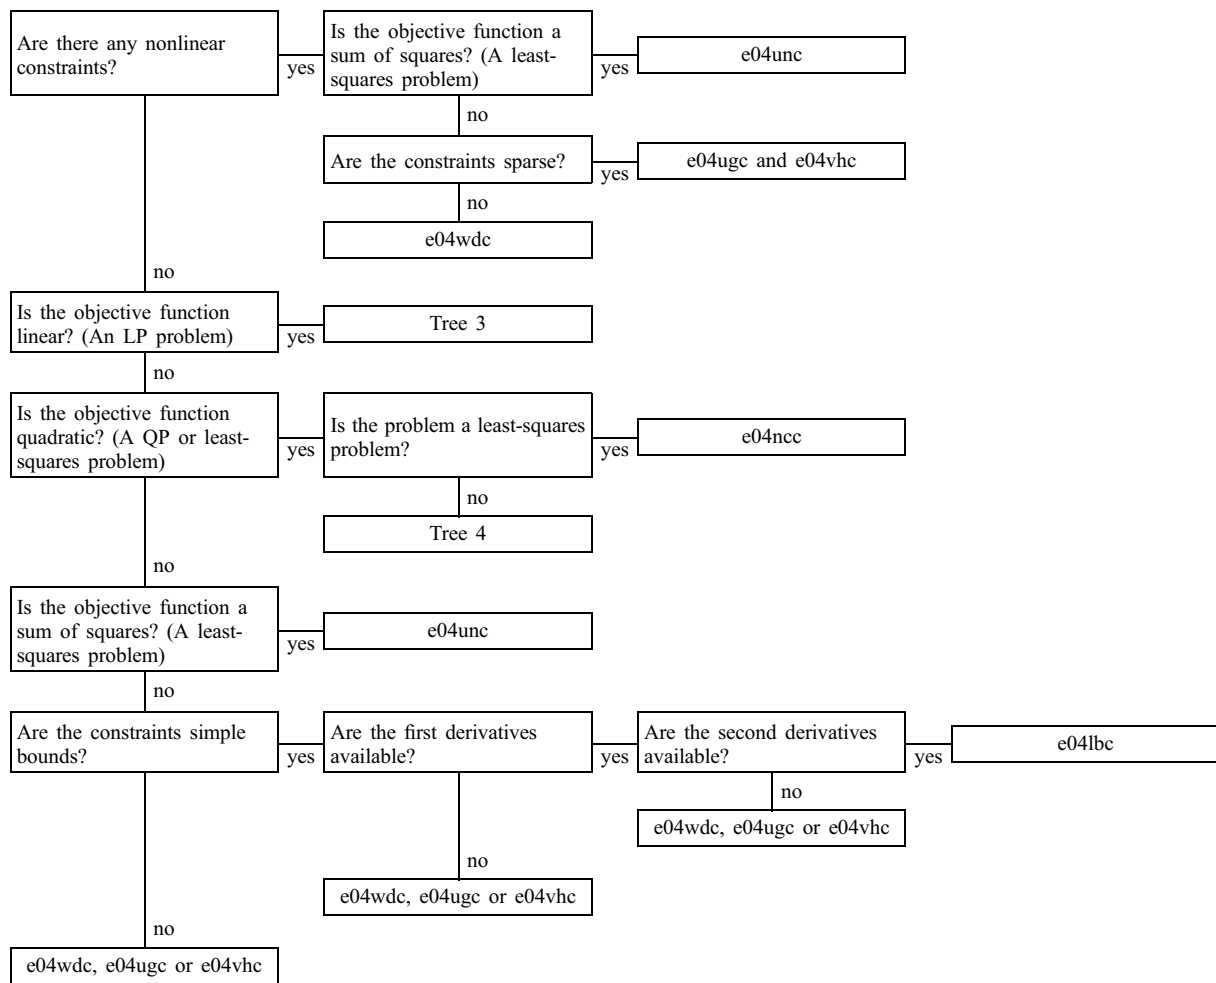 Are there any nonlinear
constraints?
yes
Is the objective function a
sum of squares? (A least-
squares problem)
yes
e04unc
no
Are the constraints sparse?
yes
e04ugc and e04vhc
no
e04wdc
no
Is the objective function
linear? (An LP problem)
yes
Tree 3
no
Is the objective function
quadratic? (A QP or least-
squares problem)
yes
Is the problem a least-squares
problem?
yes
e04ncc
no
Tree 4
no
Is the objective function a
sum of squares? (A least-
squares problem)
yes
e04unc
no
Are the constraints simple
bounds?
yes
Are the first derivatives
available?
yes
Are the second derivatives
available?
yes
e04lbc
no
e04wdc, e04ugc or e04vhc
no
e04wdc, e04ugc or e04vhc
no
e04wdc, e04ugc or e04vhc